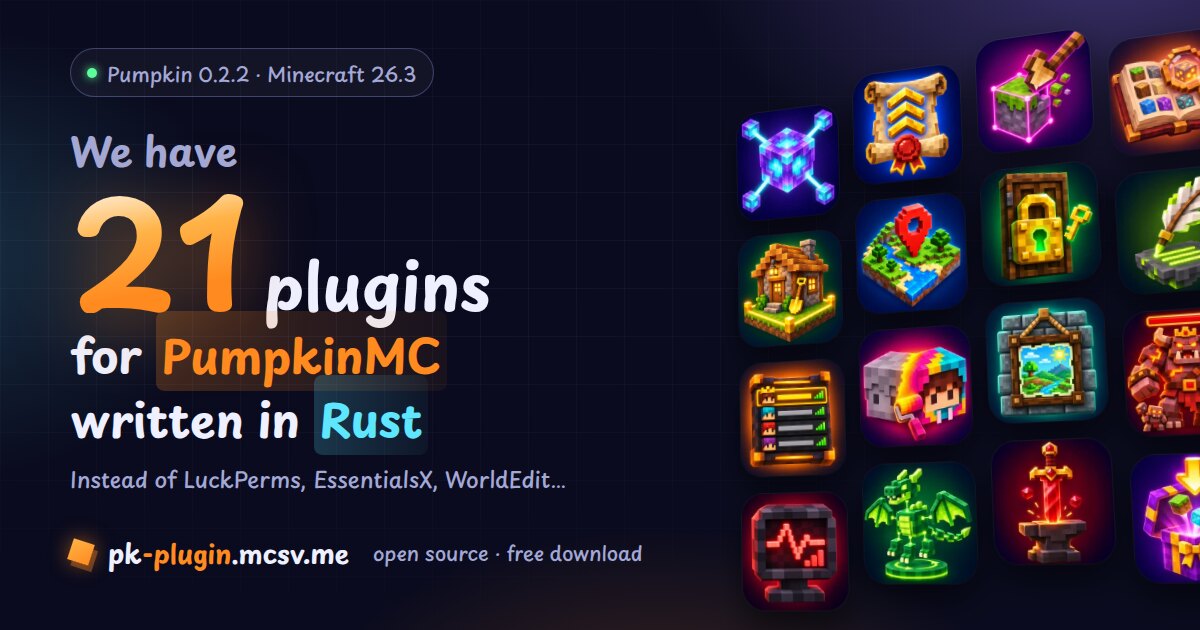 Pumpkin 0.2.2 · Minecraft 26.3
We have
21 plugins
for PumpkinMC
written in Rust
Instead of LuckPerms, EssentialsX, WorldEdit...
pk-plugin.mcsv.me open source · free download